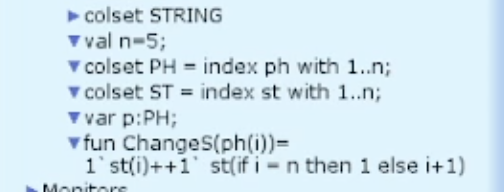 colset STRING
val n=5;
colset PH = index ph with 1..n;
colset ST = index st with 1..n;
var p:PH;
fun ChangeS(ph(i))=
1`st(i)++1` st(if i = n then 1 else i+1)
Monitors